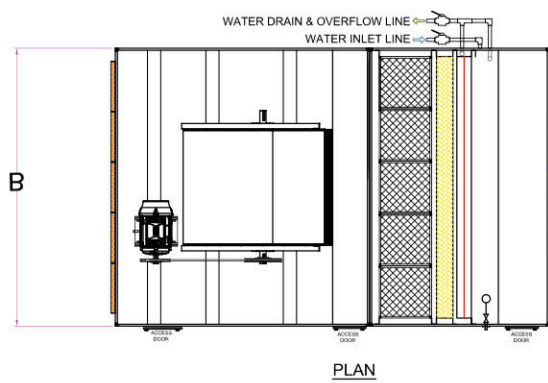 WATER DRAIN & OVERFLOW LINE
WATER INLET LINE
B
ACCESS
DOOR
ACCESS
DOOR
ACCESS
DOOR
PLAN